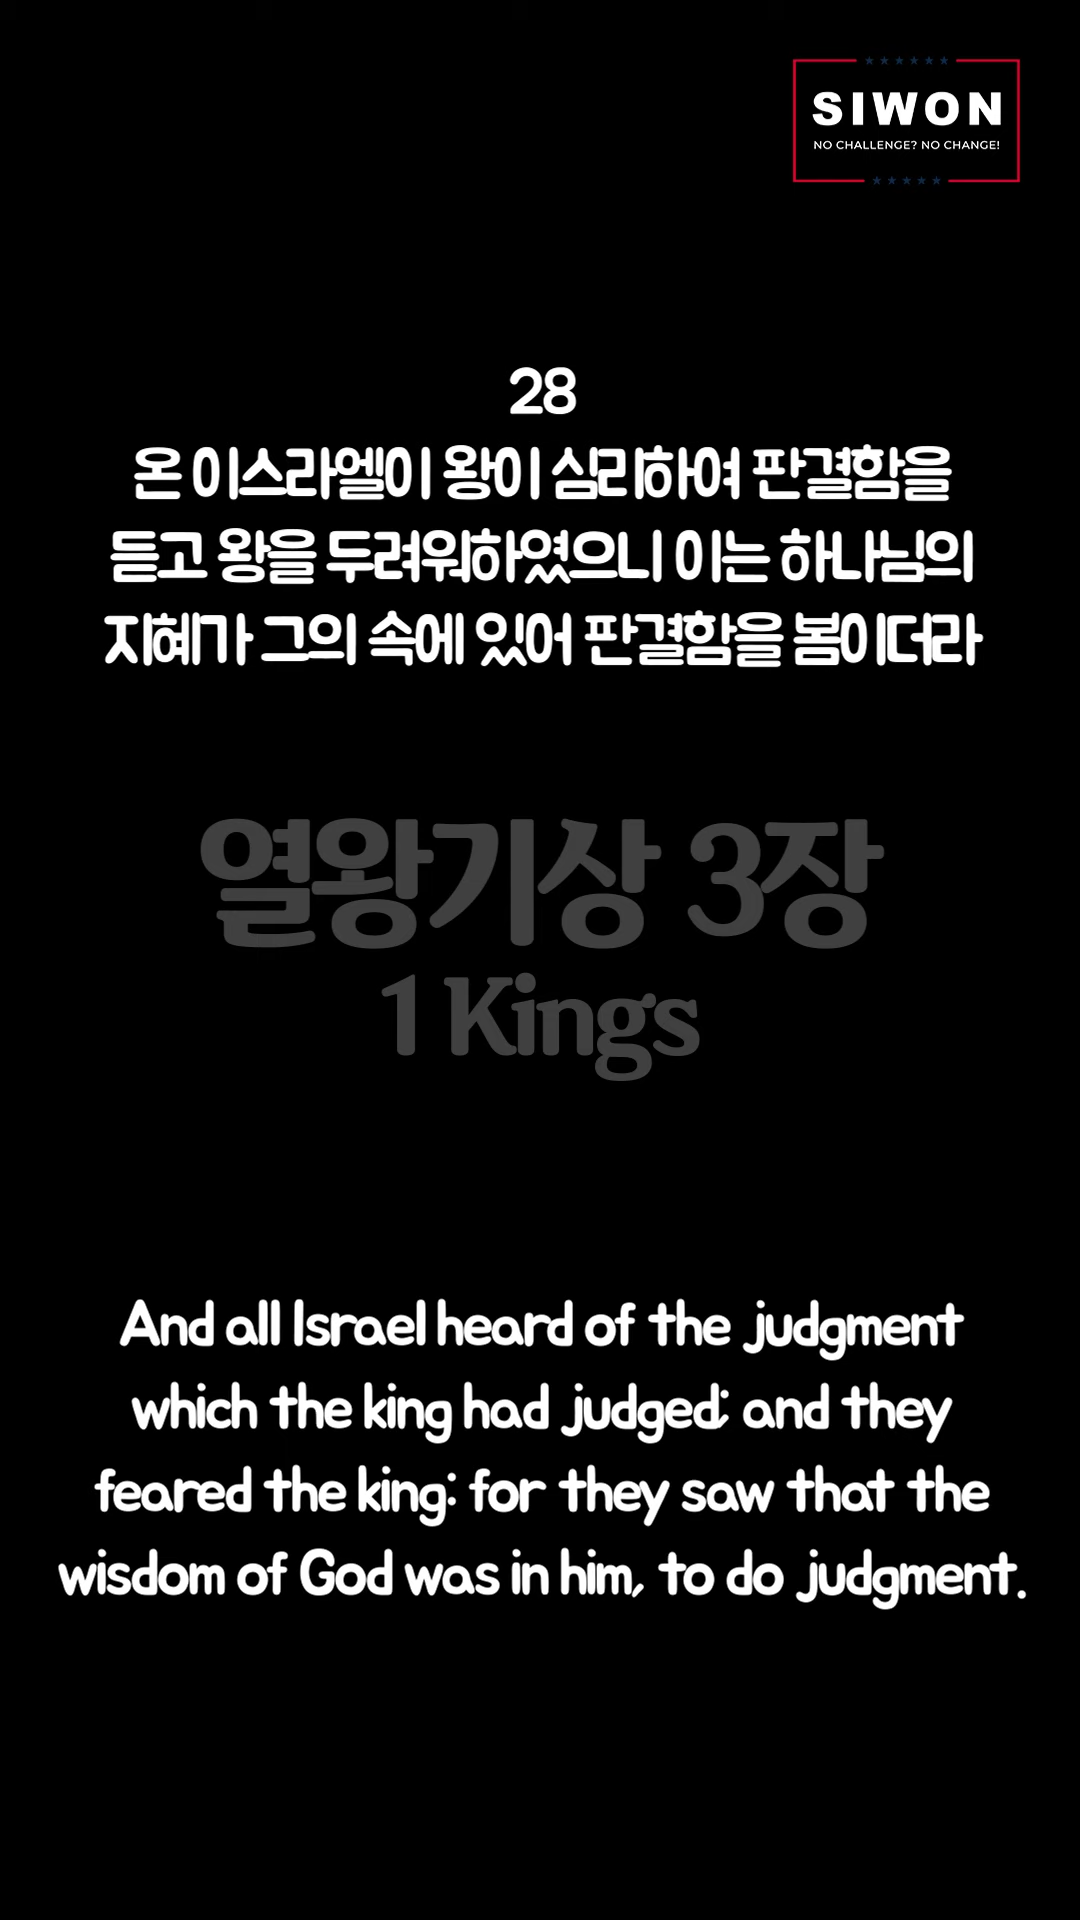 SIWON
NO CHALLENGE? NO CHANGE!
28
온 이스라엘이 왕이 심리하여 판결함을
듣고 왕을 두려워하였으니 이는 하나님의
지혜가 그의 속에 있어 판결함을 봄이더라
열왕기상 3장
1 Kings
And all Israel heard of the judgment
which the king had judged; and they
feared the king: for they saw that the
wisdom of God was in him, to do judgment.